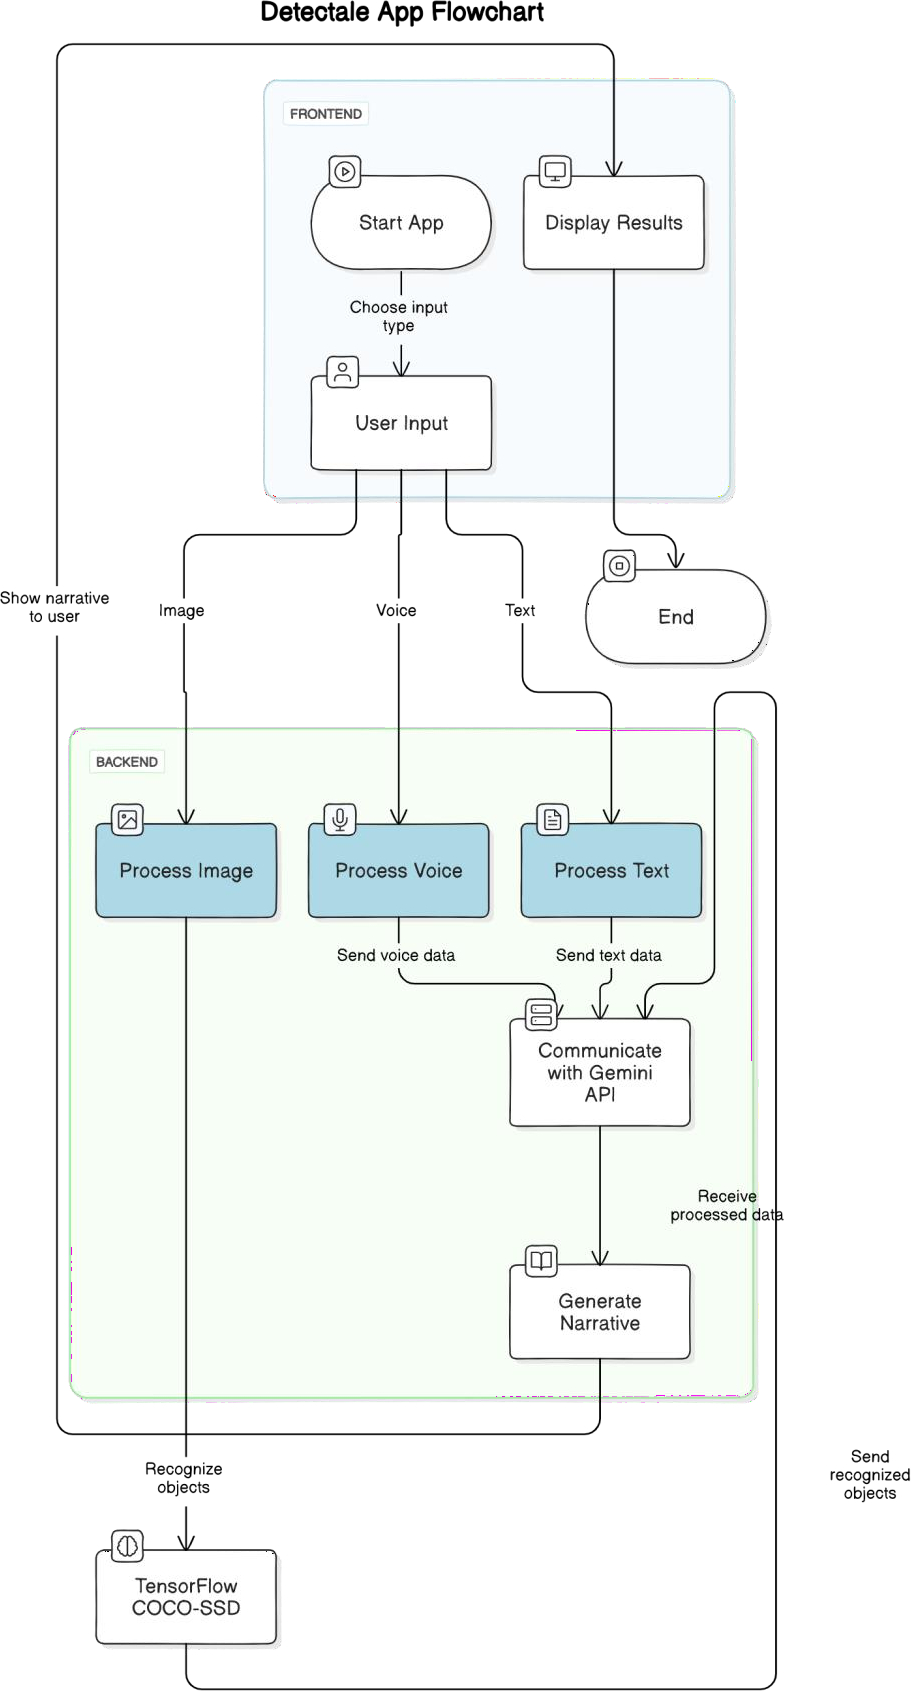 Detectale App Flowchart
FRONTEND
Start App
Display Results
Choose input
type
User Input
Show narrative
to user
Image
Voice
Text
End
BACKEND
Process Image
Process Voice
Process Text
Send voice data
Send text data
Communicate
with Gemini
API
Receive
processed data
Generate
Narrative
Recognize
objects
Send
recognized
objects
TensorFlow
COCO-SSD